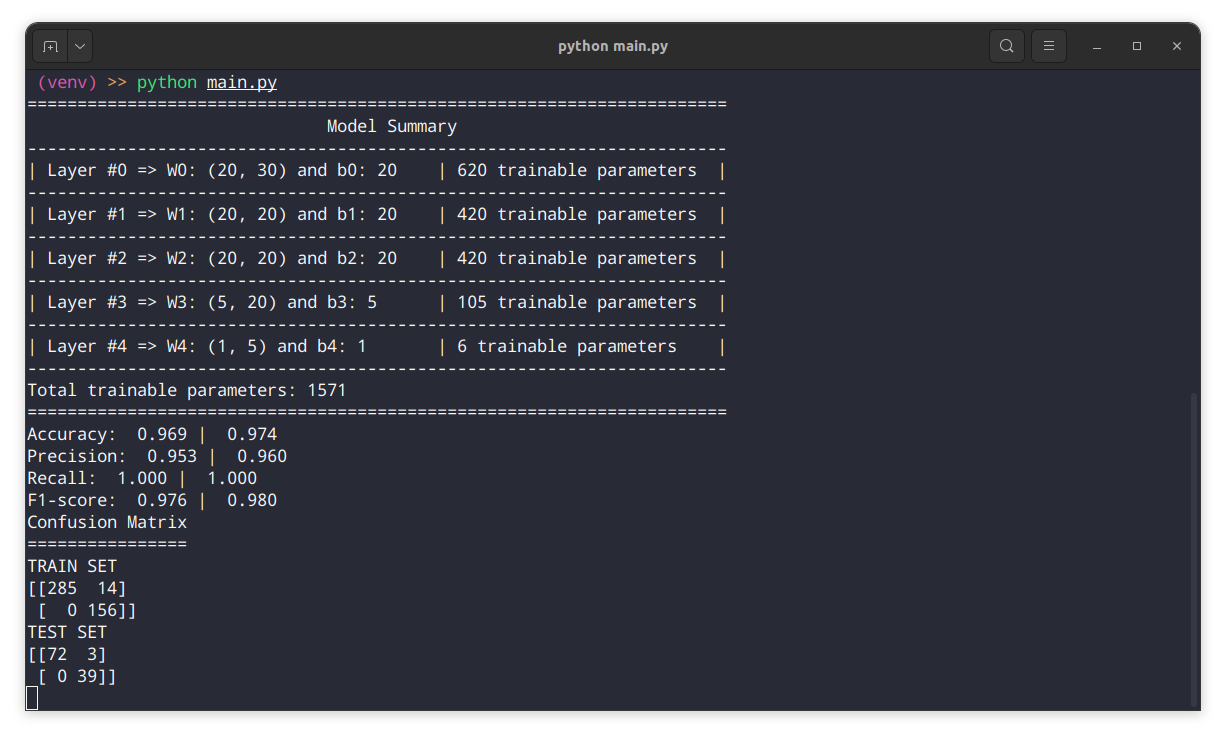 python main.py
(venv) >> python main.py
======================================================================
Model Summary
----------------------------------------------------------------------
| Layer #0 => W0: (20, 30) and b0: 20    | 620 trainable parameters  |
----------------------------------------------------------------------
| Layer #1 => W1: (20, 20) and b1: 20    | 420 trainable parameters  |
----------------------------------------------------------------------
| Layer #2 => W2: (20, 20) and b2: 20    | 420 trainable parameters  |
----------------------------------------------------------------------
| Layer #3 => W3: (5, 20) and b3: 5      | 105 trainable parameters  |
----------------------------------------------------------------------
| Layer #4 => W4: (1, 5) and b4: 1       | 6 trainable parameters    |
----------------------------------------------------------------------
Total trainable parameters: 1571
======================================================================
Accuracy:  0.969 |  0.974
Precision:  0.953 |  0.960
Recall:  1.000 |  1.000
F1-score:  0.976 |  0.980
Confusion Matrix
================
TRAIN SET
[[285  14]
 [  0 156]]
TEST SET
[[72  3]
 [ 0 39]]